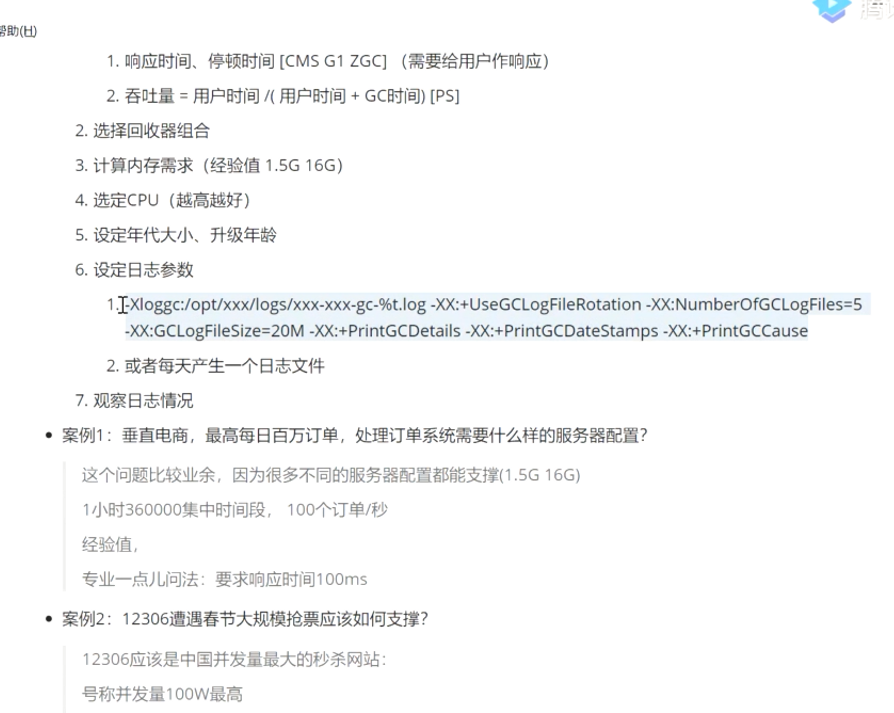 帮助(H)
腾
1. 响应时间、停顿时间 [CMS G1 ZGC] （需要给用户作响应）
2. 吞吐量 = 用户时间 /( 用户时间 + GC时间) [PS]
2. 选择回收器组合
3. 计算内存需求（经验值 1.5G 16G）
4. 选定CPU（越高越好）
5. 设定年代大小、升级年龄
6. 设定日志参数
1. -Xloggc:/opt/xxx/logs/xxx-xxx-gc-%t.log -XX:+UseGCLogFileRotation -XX:NumberOfGCLogFiles=5
-XX:GCLogFileSize=20M -XX:+PrintGCDetails -XX:+PrintGCDateStamps -XX:+PrintGCCause
2. 或者每天产生一个日志文件
7. 观察日志情况
• 案例1：垂直电商，最高每日百万订单，处理订单系统需要什么样的服务器配置？
这个问题比较业余，因为很多不同的服务器配置都能支撑(1.5G 16G)
1小时360000集中时间段， 100个订单/秒
经验值，
专业一点儿问法：要求响应时间100ms
• 案例2：12306遭遇春节大规模抢票应该如何支撑？
12306应该是中国并发量最大的秒杀网站：
号称并发量100W最高